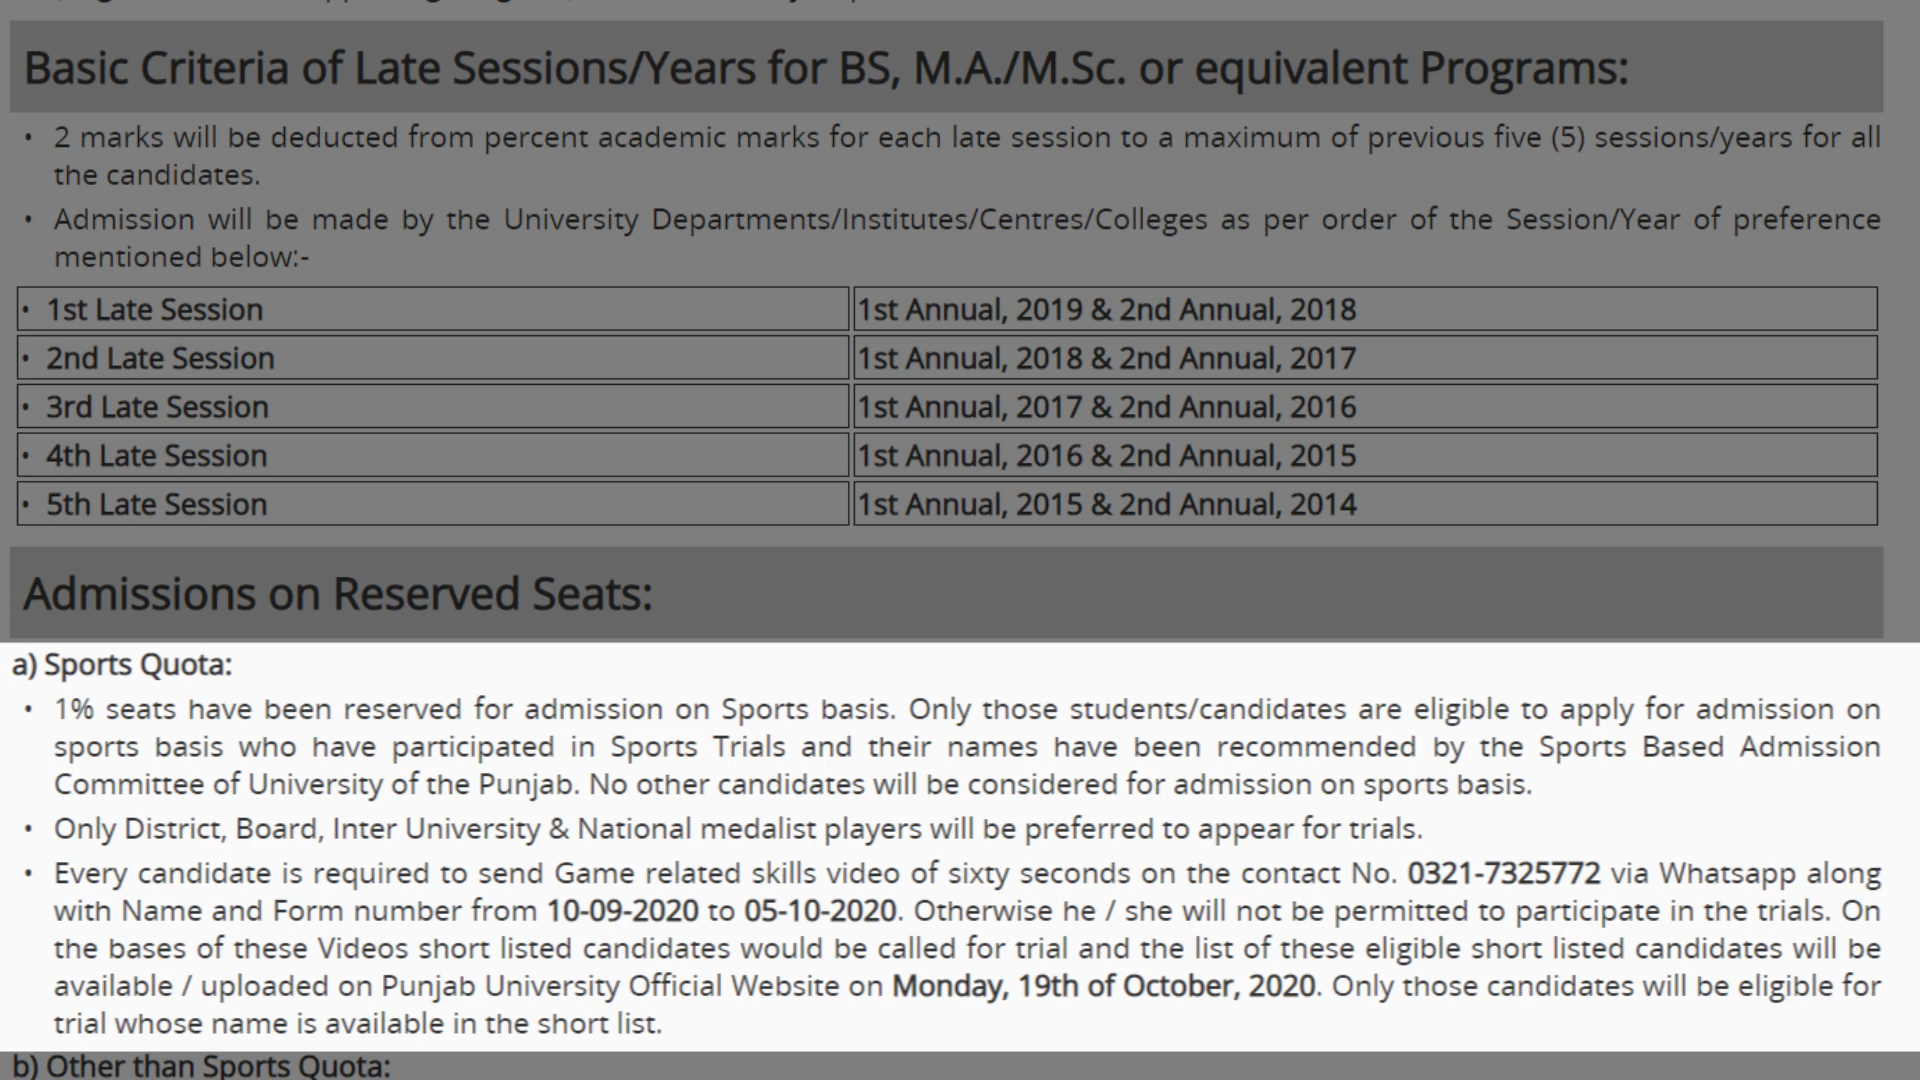 Basic Criteria of Late Sessions/Years for BS, M.A./M.Sc. or equivalent Programs:
• 2 marks will be deducted from percent academic marks for each late session to a maximum of previous five (5) sessions/years for all
the candidates.
• Admission will be made by the University Departments/Institutes/Centres/Colleges as per order of the Session/Year of preference
mentioned below:-
• 1st Late Session 1st Annual, 2019 & 2nd Annual, 2018
• 2nd Late Session 1st Annual, 2018 & 2nd Annual, 2017
• 3rd Late Session 1st Annual, 2017 & 2nd Annual, 2016
• 4th Late Session 1st Annual, 2016 & 2nd Annual, 2015
• 5th Late Session 1st Annual, 2015 & 2nd Annual, 2014
Admissions on Reserved Seats:
a) Sports Quota:
• 1% seats have been reserved for admission on Sports basis. Only those students/candidates are eligible to apply for admission on
sports basis who have participated in Sports Trials and their names have been recommended by the Sports Based Admission
Committee of University of the Punjab. No other candidates will be considered for admission on sports basis.
• Only District, Board, Inter University & National medalist players will be preferred to appear for trials.
• Every candidate is required to send Game related skills video of sixty seconds on the contact No. 0321-7325772 via Whatsapp along
with Name and Form number from 10-09-2020 to 05-10-2020. Otherwise he / she will not be permitted to participate in the trials. On
the bases of these Videos short listed candidates would be called for trial and the list of these eligible short listed candidates will be
available / uploaded on Punjab University Official Website on Monday, 19th of October, 2020. Only those candidates will be eligible for
trial whose name is available in the short list.
b) Other than Sports Quota: